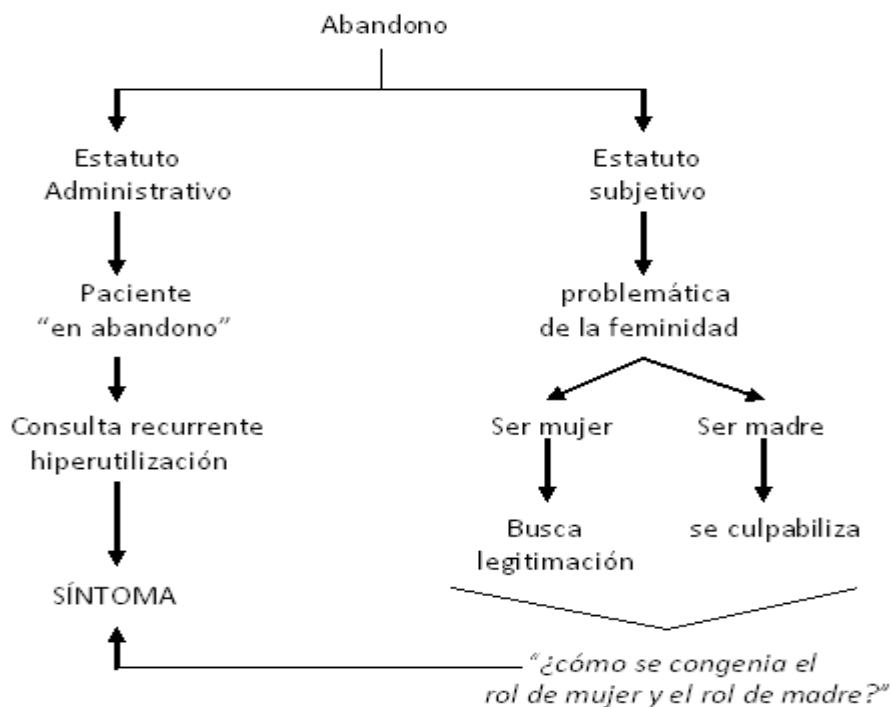 Abandono
Estatuto
Administrativo
Estatuto
subjetivo
Paciente
“en abandono”
problemática
de la feminidad
Consulta recurrente
hiperutilización
Ser mujer
Ser madre
Busca
legitimación
se culpabiliza
SÍNTOMA
“¿cómo se congenia el
rol de mujer y el rol de madre?”